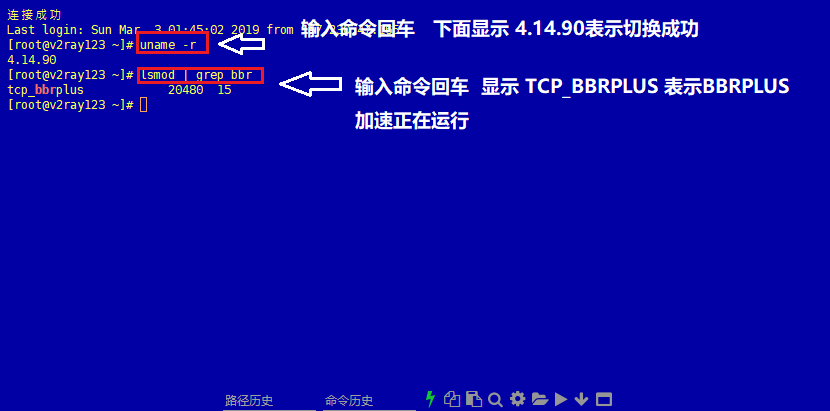 连接成功
Last login: Sun Mar  3 01:45:02 2019 from
输入命令回车 下面显示 4.14.90表示切换成功
[root@v2ray123 ~]# uname -r
4.14.90
[root@v2ray123 ~]# lsmod | grep bbr
输入命令回车 显示 TCP_BBRPLUS 表示BBRPLUS
加速正在运行
tcp_bbrplus 20480 15
[root@v2ray123 ~]#
路径历史 命令历史